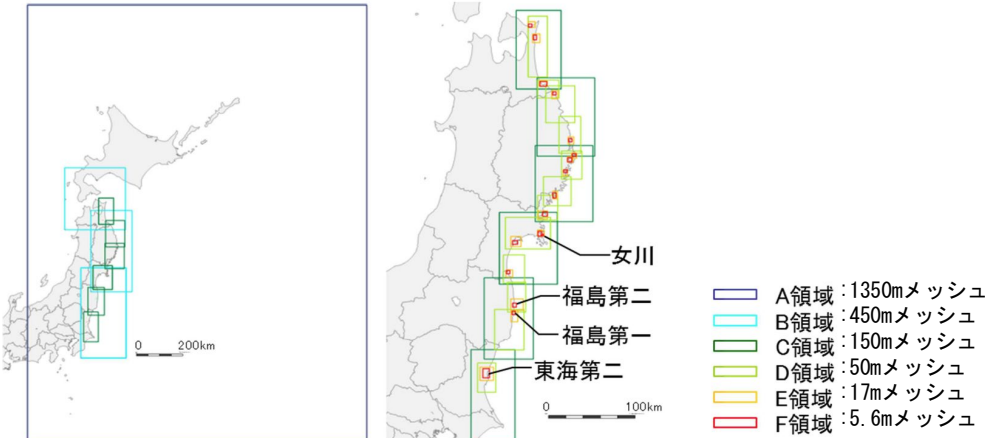 0 200km
女川
福島第二
福島第一
東海第二
0 100km
A領域:1350mメッシュ
B領域:450mメッシュ
C領域:150mメッシュ
D領域:50mメッシュ
E領域:17mメッシュ
F領域:5.6mメッシュ